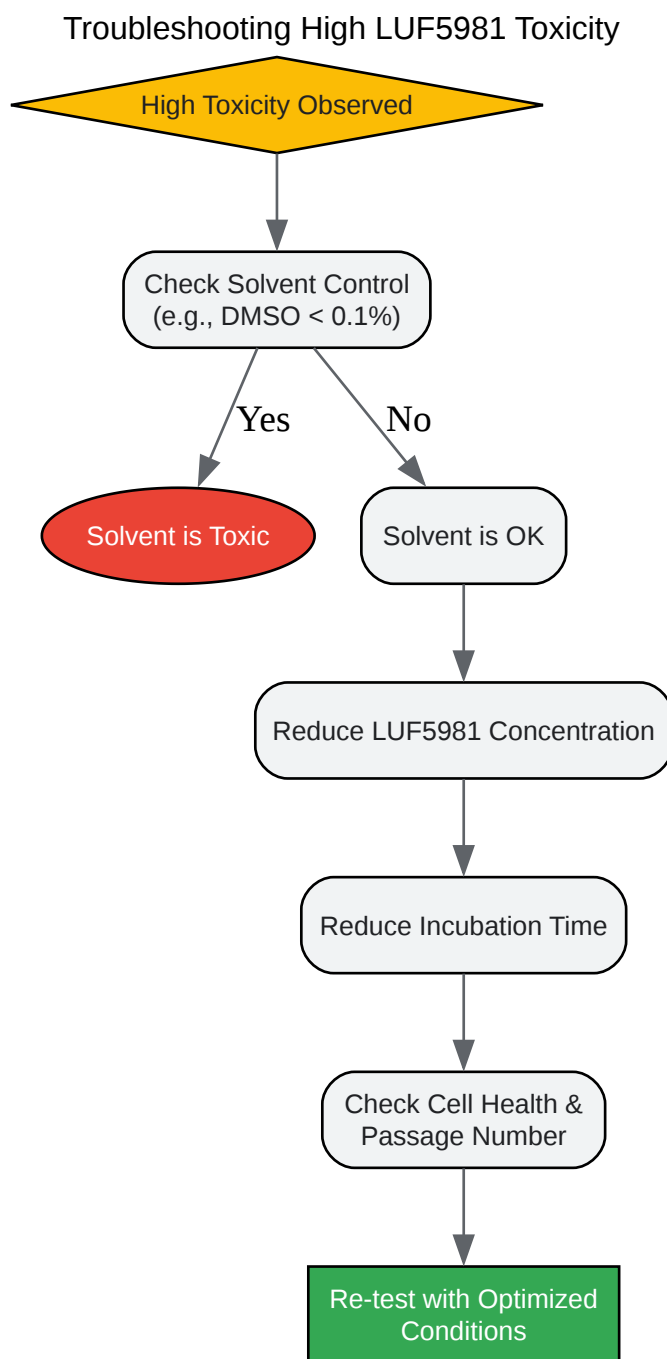 Troubleshooting High LUF5981 Toxicity
High Toxicity Observed
Check Solvent Control
(e.g., DMSO < 0.1%)
Yes
No
Solvent is Toxic
Solvent is OK
Reduce LUF5981 Concentration
Reduce Incubation Time
Check Cell Health &
Passage Number
Re-test with Optimized
Conditions